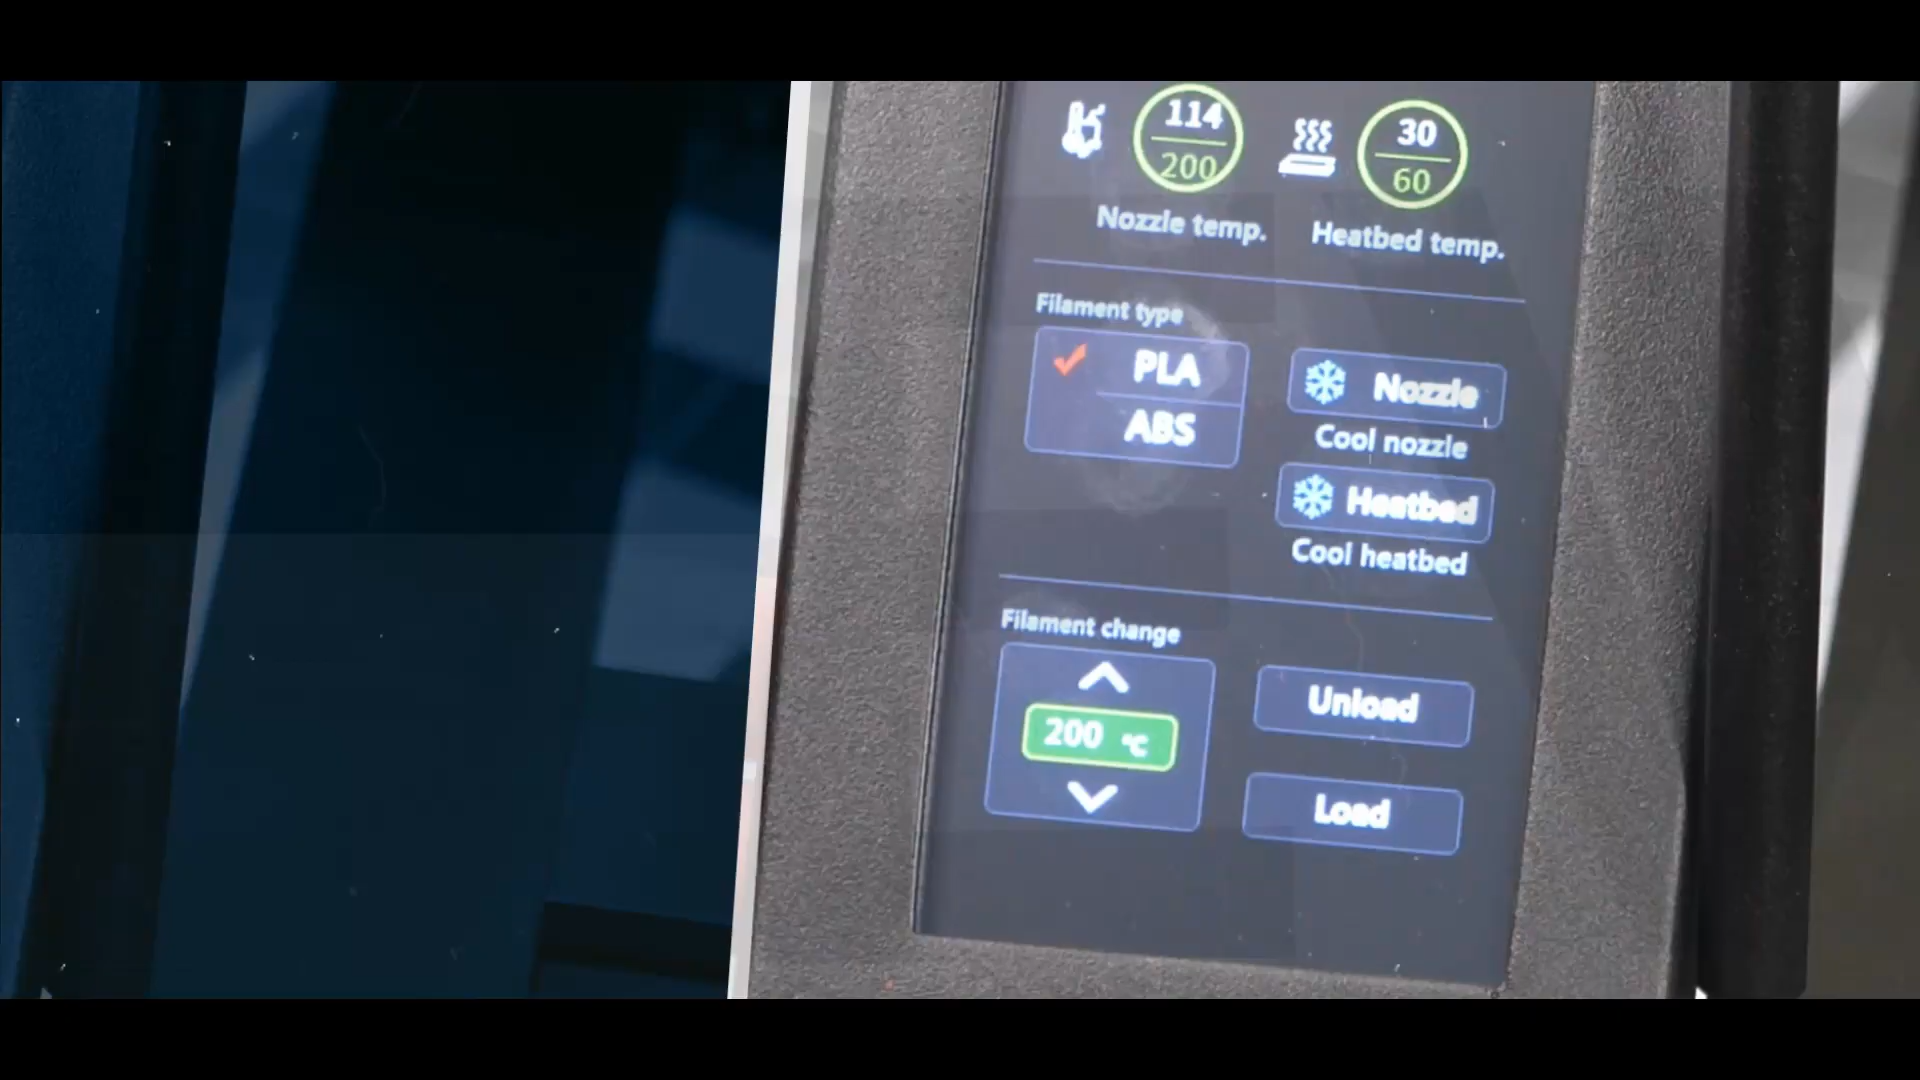 114 30
200 60
Nozzle temp. Heatbed temp.
Filament type
PLA
ABS
Nozzle
Cool nozzle
Heatbed
Cool heatbed
Filament change
200 °C
Unload
Load